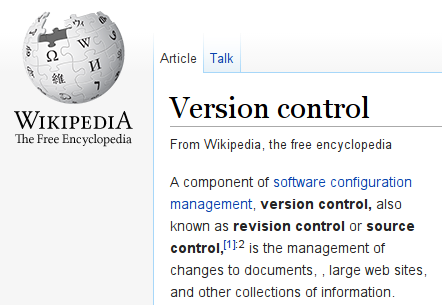 WIKIPEDIA
The Free Encyclopedia
Article Talk
Version control
From Wikipedia, the free encyclopedia
A component of software configuration
management, version control, also
known as revision control or source
control,[1]:2 is the management of
changes to documents, , large web sites,
and other collections of information.